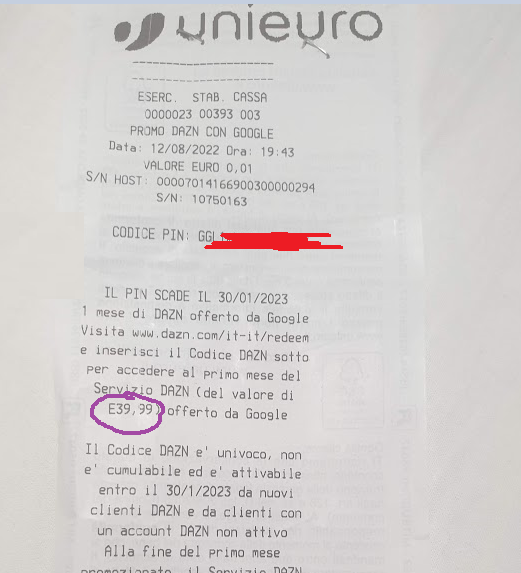 unieuro
--------------------
--------------------
ESERC. STAB. CASSA
0000023 00393 003
PROMO DAZN CON GOOGLE
Data: 12/08/2022 Ora: 19:43
VALORE EURO 0,01
S/N HOST: 00007014166900300000294
S/N: 10750163
CODICE PIN: GGL
IL PIN SCADE IL 30/01/2023
1 mese di DAZN offerto da Google
Visita www.dazn.com/it-it/redeem
e inserisci il Codice DAZN sotto
per accedere al primo mese del
Servizio DAZN (del valore di
E39,99) offerto da Google
Il Codice DAZN e' univoco, non
e' cumulabile ed e' attivabile
entro il 30/1/2023 da nuovi
clienti DAZN e da clienti con
un account DAZN non attivo
Alla fine del primo mese
promozionato, il Servizio DAZN